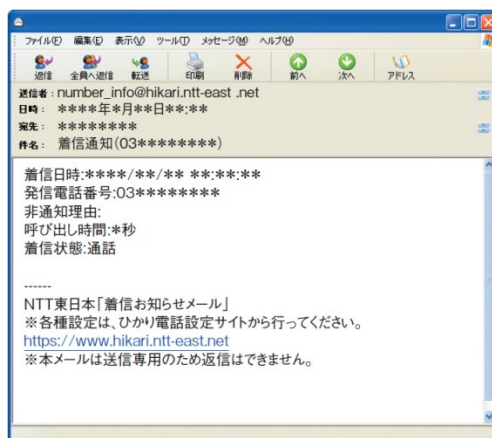 ファイル(F) 編集(E) 表示(V) ツール(T) メッセージ(M) ヘルプ(H)
返信 全員へ返信 転送 印刷 削除 前へ 次へ アドレス
送信者: number_info@hikari.ntt-east .net
日時: ****年*月**日**:**
宛先: ********
件名: 着信通知(03********)
着信日時:****/**/** **:**:**
発信電話番号:03********
非通知理由:
呼び出し時間:*秒
着信状態:通話
------
NTT東日本「着信お知らせメール」
※各種設定は、ひかり電話設定サイトから行ってください。
https://www.hikari.ntt-east.net
※本メールは送信専用のため返信はできません。